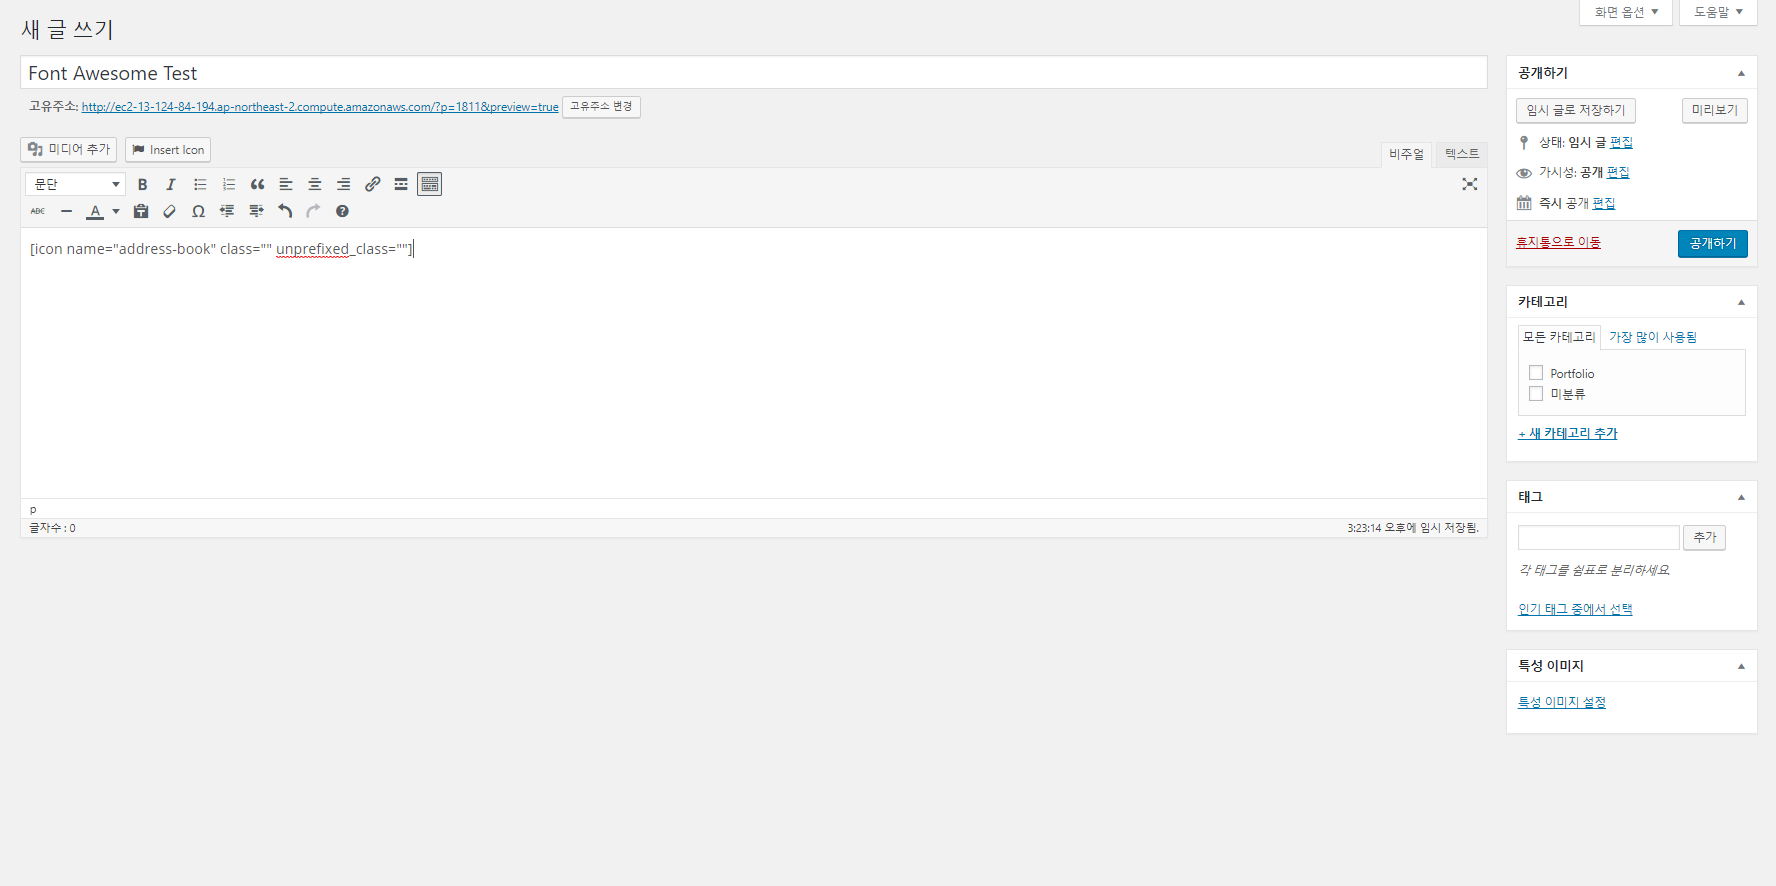 화면 옵션
도움말
새 글 쓰기
Font Awesome Test
고유주소: http://ec2-13-124-84-194.ap-northeast-2.compute.amazonaws.com/?p=1811&preview=true 고유주소 변경
미디어 추가 Insert Icon
비주얼 텍스트
문단 B I
ABC A Ω
[icon name="address-book" class="" unprefixed_class=""]
p
글자수 : 0
3:23:14 오후에 임시 저장됨.
공개하기
임시 글로 저장하기 미리보기
상태: 임시 글 편집
가시성: 공개 편집
즉시 공개 편집
휴지통으로 이동 공개하기
카테고리
모든 카테고리 가장 많이 사용됨
Portfolio
미분류
+ 새 카테고리 추가
태그
추가
각 태그를 쉼표로 분리하세요.
인기 태그 중에서 선택
특성 이미지
특성 이미지 설정